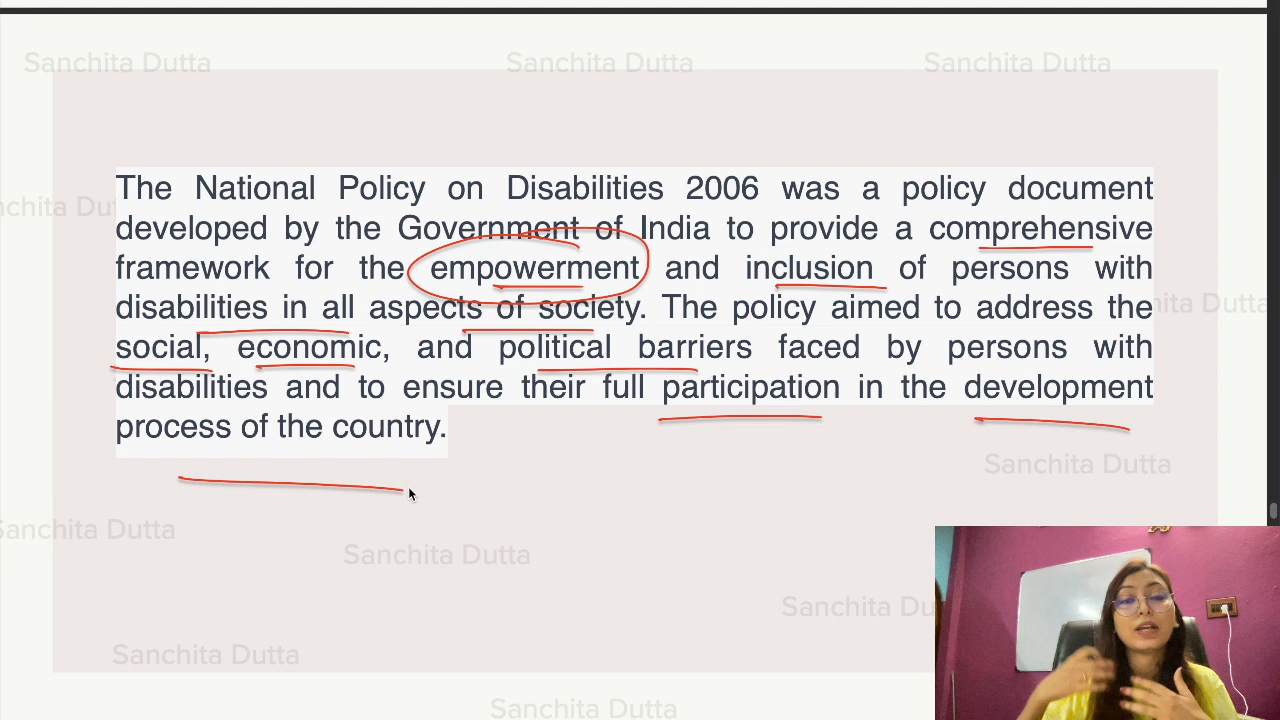 Sanchita Dutta Sanchita Dutta Sanchita Dutta
The National Policy on Disabilities 2006 was a policy document
developed by the Government of India to provide a comprehensive
framework for the empowerment and inclusion of persons with
disabilities in all aspects of society. The policy aimed to address the
social, economic, and political barriers faced by persons with
disabilities and to ensure their full participation in the development
process of the country.
Sanchita Dutta
Sanchita Dutta
Sanchita Dutta
Sanchita Du
Sanchita Dutta
Sanchita Dutta